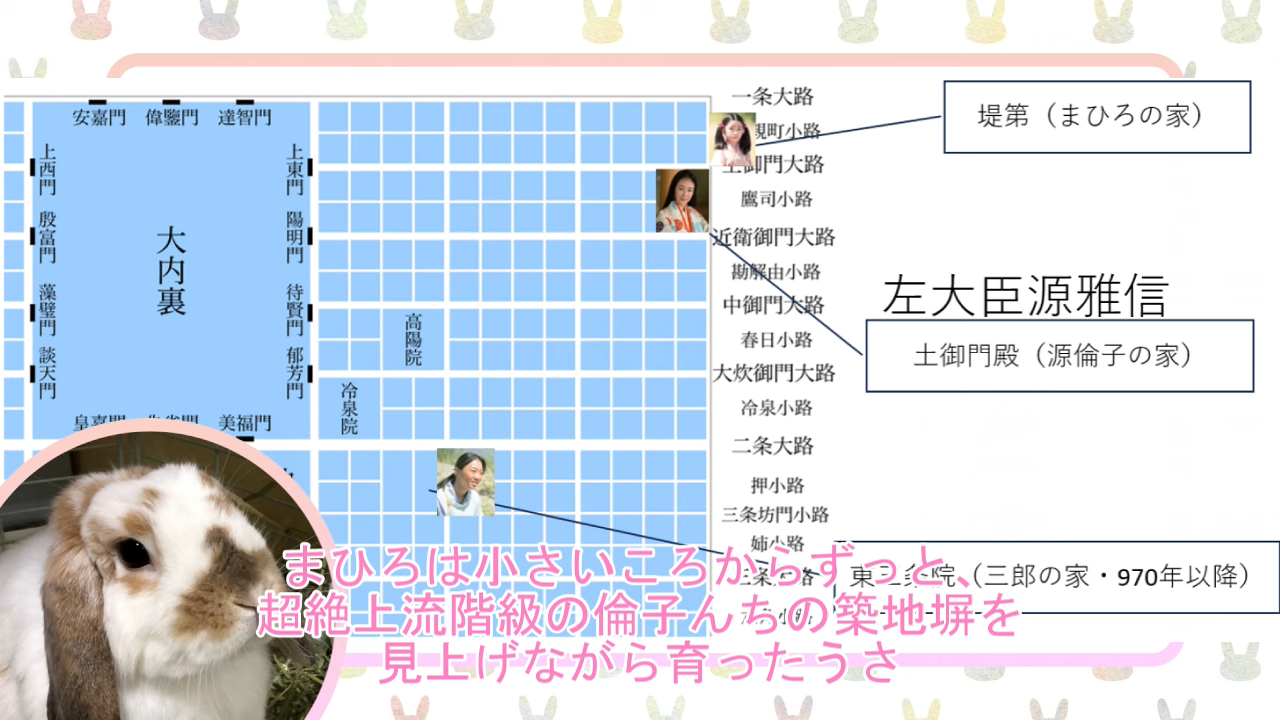 安嘉門
偉鑒門
達智門
上西門
殷富門
藻壁門
談天門
大内裏
上東門
陽明門
待賢門
郁芳門
美福門
高陽院
冷泉院
一条大路
土御門大路
鷹司小路
近衛御門大路
勘解由小路
中御門大路
春日小路
大炊御門大路
冷泉小路
二条大路
押小路
三条坊門小路
姉小路
堤第（まひろの家）
左大臣源雅信
土御門殿（源倫子の家）
東三条院（三郎の家・970年以降）
まひろは小さいころからずっと、
超絶上流階級の倫子んちの築地塀を
見上げながら育ったうさ